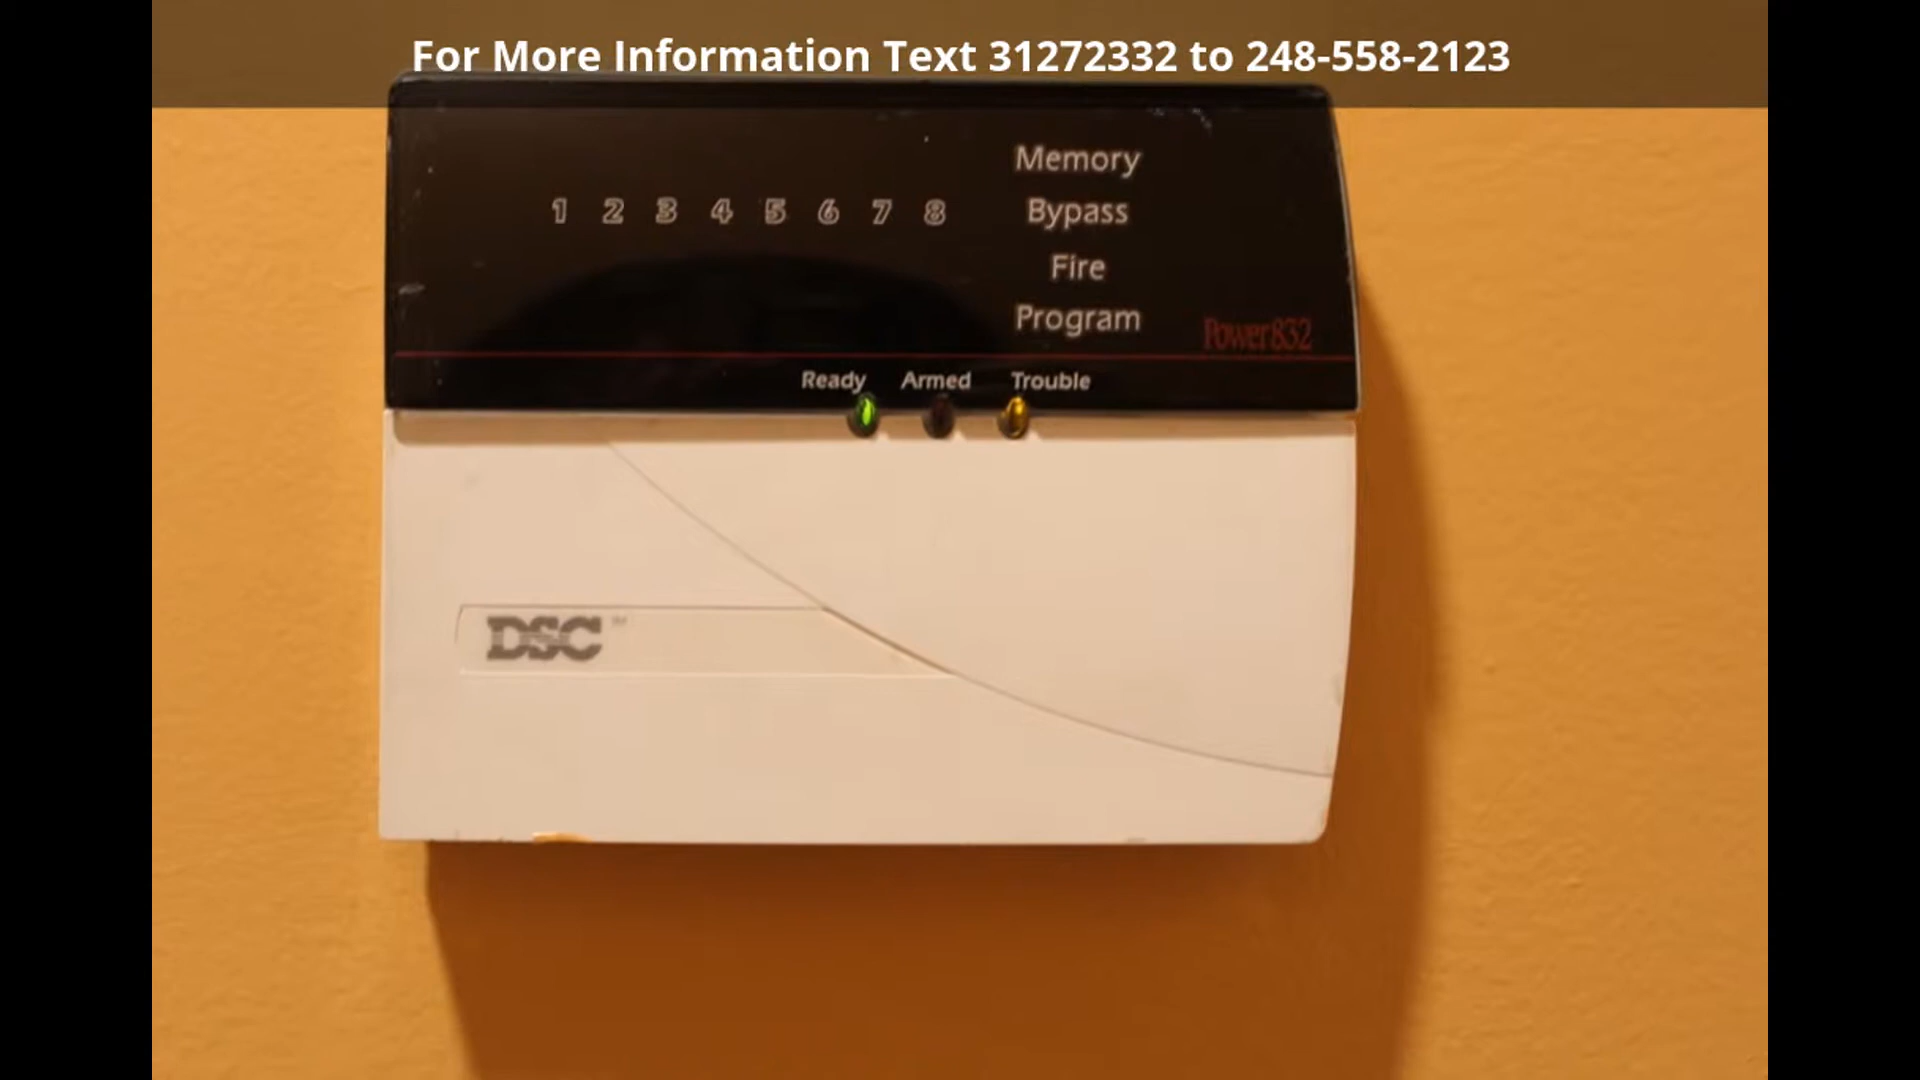 For More Information Text 31272332 to 248-558-2123
Memory
1 2 3 4 5 6 7 8 Bypass
Fire
Program
Power832
Ready Armed Trouble
DSC™